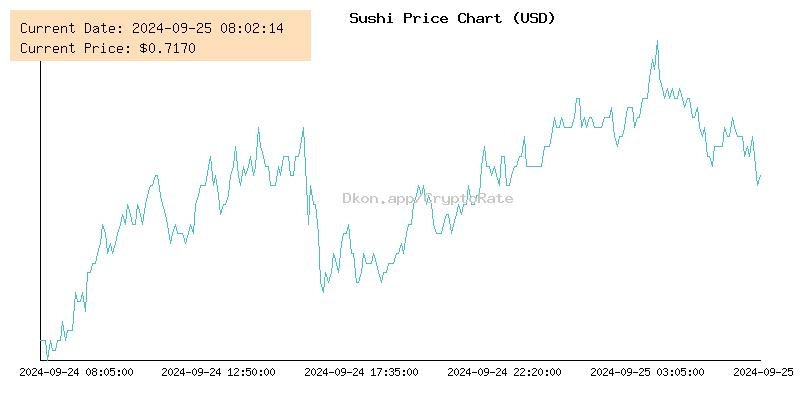 Sushi Price Chart (USD)
Current Date: 2024-09-25 08:02:14
Current Price: $0.7170
Dkon.app/CryptoRate
2024-09-24 08:05:00 2024-09-24 12:50:00 2024-09-24 17:35:00 2024-09-24 22:20:00 2024-09-25 03:05:00 2024-09-25